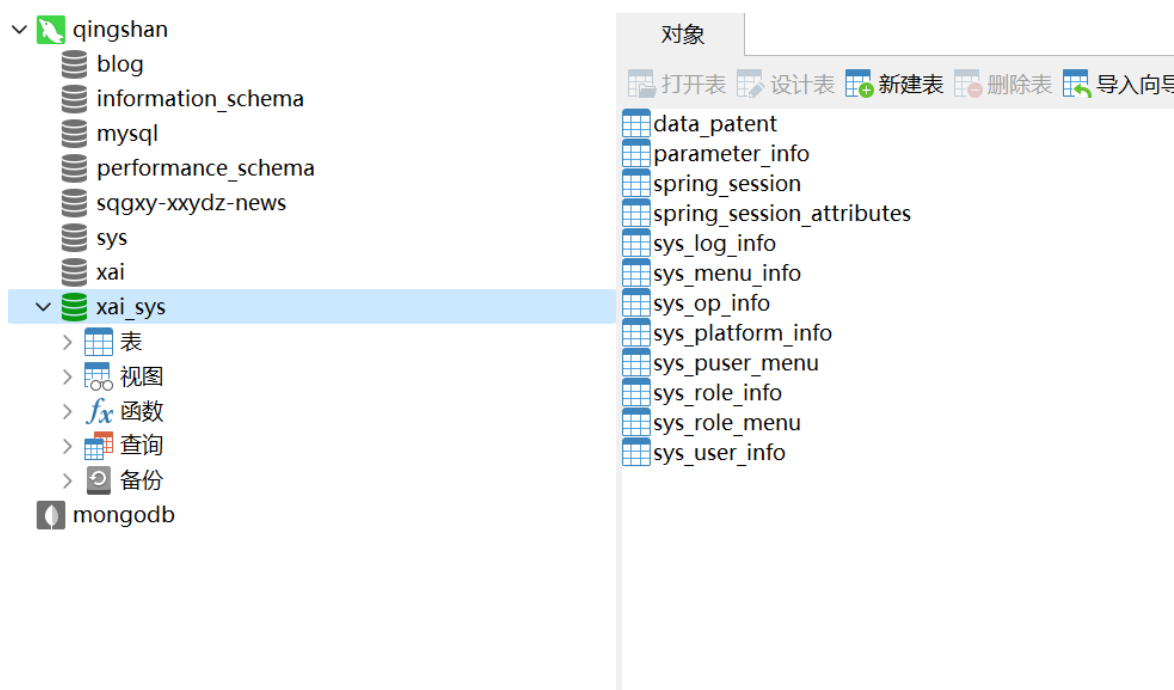 qingshan
blog
information_schema
mysql
performance_schema
sqgxy-xxydz-news
sys
xai
xai_sys
表
视图
函数
查询
备份
mongodb
对象
打开表 设计表 新建表 删除表 导入向导
data_patent
parameter_info
spring_session
spring_session_attributes
sys_log_info
sys_menu_info
sys_op_info
sys_platform_info
sys_puser_menu
sys_role_info
sys_role_menu
sys_user_info